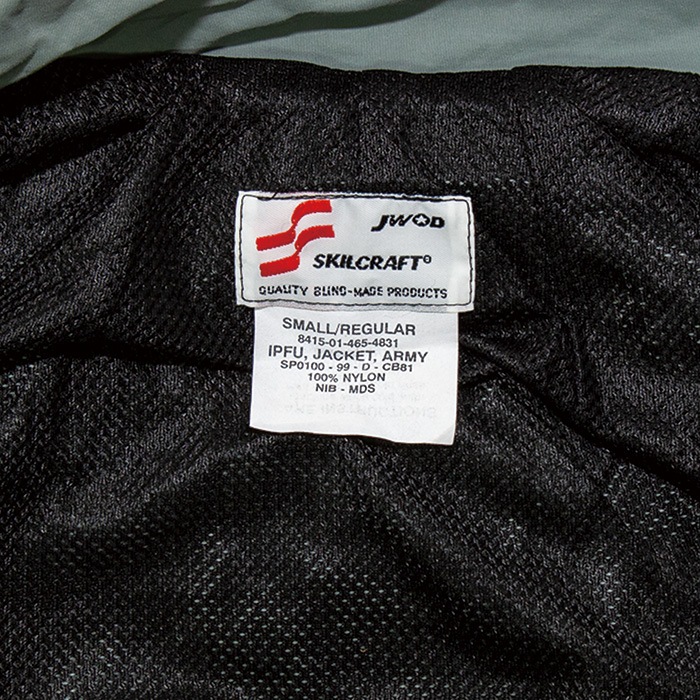 JWOD
SKILCRAFT®
QUALITY BLIND-MADE PRODUCTS
SMALL/REGULAR
8415-01-465-4831
IPFU, JACKET, ARMY
SP0100 - 99 - D - CB81
100% NYLON
NIB - MDS